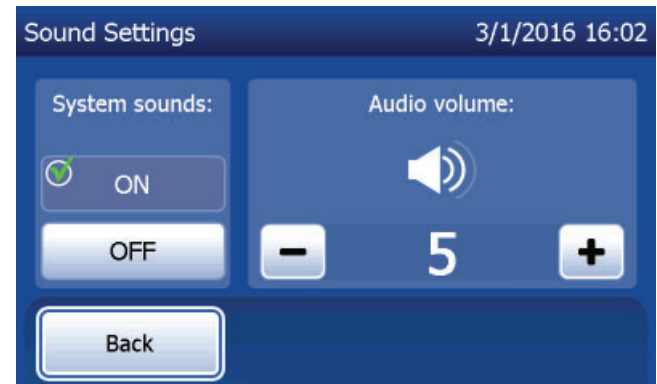 Sound Settings 3/1/2016 16:02
System sounds: Audio volume:
ON
OFF - 5 +
Back